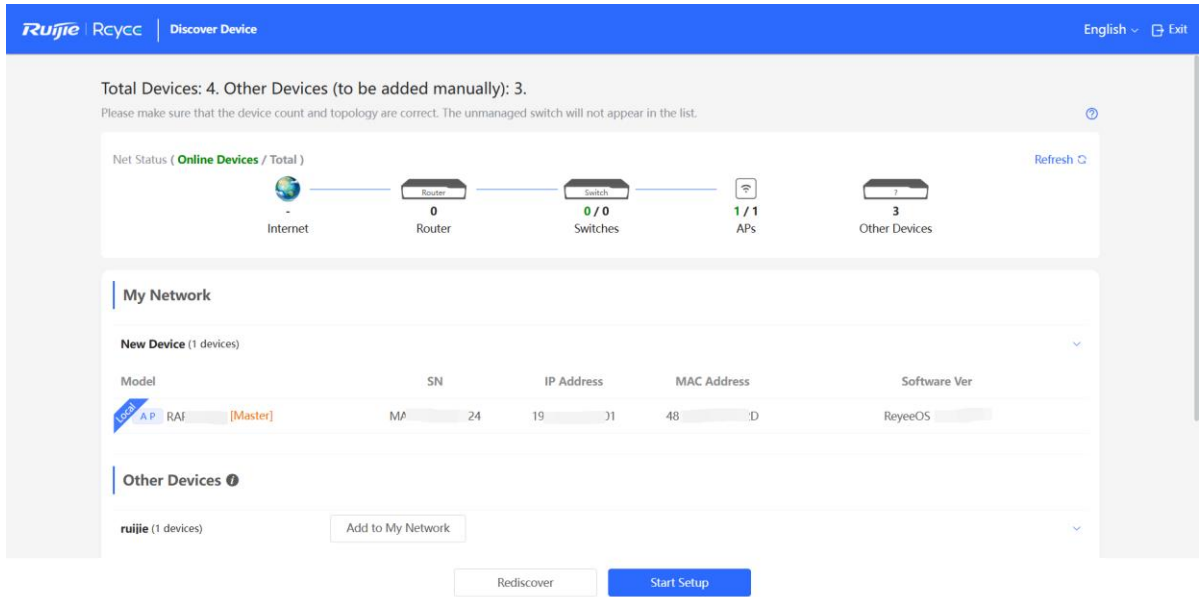 Ruijie | Reyee | Discover Device English Exit
Total Devices: 4. Other Devices (to be added manually): 3.
Please make sure that the device count and topology are correct. The unmanaged switch will not appear in the list.
Net Status ( Online Devices / Total ) Refresh
Router Switch ?
- 0 0 / 0 1 / 1 3
Internet Router Switches APs Other Devices
My Network
New Device (1 devices)
Model SN IP Address MAC Address Software Ver
Local AP [Master] 24 19 48 ReyeeOS
Other Devices
ruijie (1 devices) Add to My Network
Rediscover Start Setup